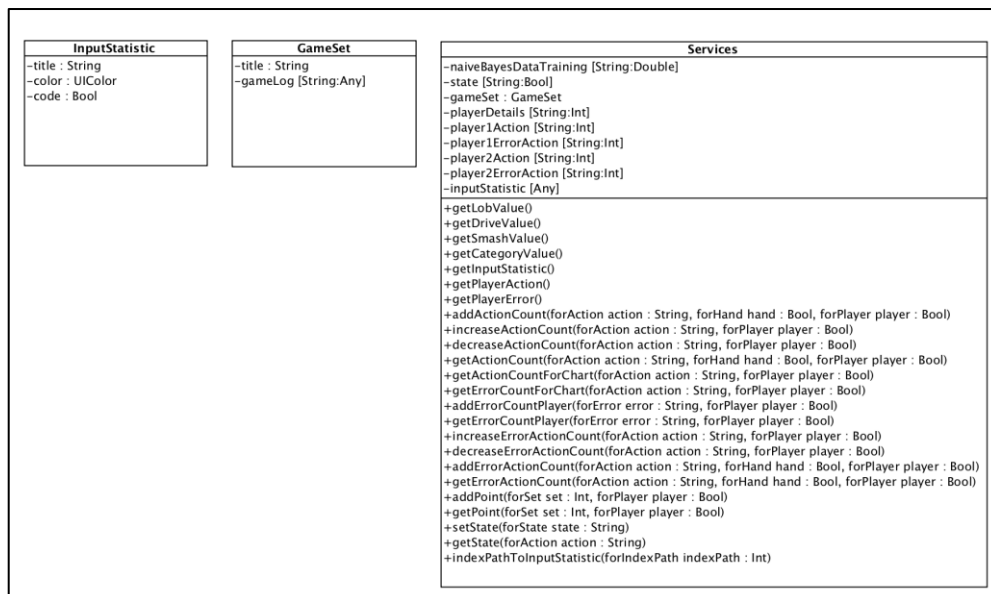 InputStatistic
-title : String
-color : UIColor
-code : Bool
GameSet
-title : String
-gameLog [String:Any]
Services
-naiveBayesDataTraining [String:Double]
-state [String:Bool]
-gameSet : GameSet
-playerDetails [String:Int]
-player1Action [String:Int]
-player1ErrorAction [String:Int]
-player2Action [String:Int]
-player2ErrorAction [String:Int]
-inputStatistic [Any]
+getLobValue()
+getDriveValue()
+getSmashValue()
+getCategoryValue()
+getInputStatistic()
+getPlayerAction()
+getPlayerError()
+addActionCount(forAction action : String, forHand hand : Bool, forPlayer player : Bool)
+increaseActionCount(forAction action : String, forPlayer player : Bool)
+decreaseActionCount(forAction action : String, forPlayer player : Bool)
+getActionCount(forAction action : String, forHand hand : Bool, forPlayer player : Bool)
+getActionCountForChart(forAction action : String, forPlayer player : Bool)
+getErrorCountForChart(forAction action : String, forPlayer player : Bool)
+addErrorCountPlayer(forError error : String, forPlayer player : Bool)
+getErrorCountPlayer(forError error : String, forPlayer player : Bool)
+increaseErrorActionCount(forAction action : String, forPlayer player : Bool)
+decreaseErrorActionCount(forAction action : String, forPlayer player : Bool)
+addErrorActionCount(forAction action : String, forHand hand : Bool, forPlayer player : Bool)
+getErrorActionCount(forAction action : String, forHand hand : Bool, forPlayer player : Bool)
+addPoint(forSet set : Int, forPlayer player : Bool)
+getPoint(forSet set : Int, forPlayer player : Bool)
+setState(forState state : String)
+getState(forAction action : String)
+indexPathToInputStatistic(forIndexPath indexPath : Int)